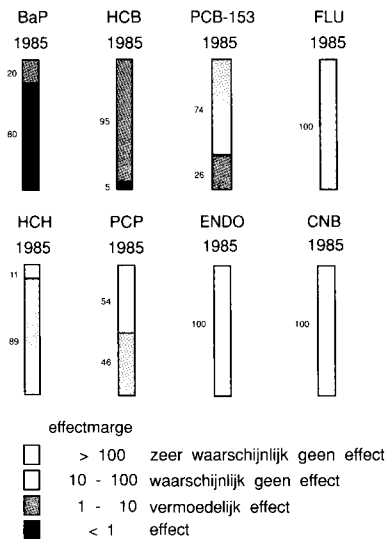 BaP HCB PCB-153 FLU
1985 1985 1985 1985
20
80
95
5
74
26
100
HCH PCP ENDO CNB
1985 1985 1985 1985
11
89
54
46
100
100
effectmarge
> 100 zeer waarschijnlijk geen effect
10 - 100 waarschijnlijk geen effect
1 - 10 vermoedelijk effect
< 1 effect